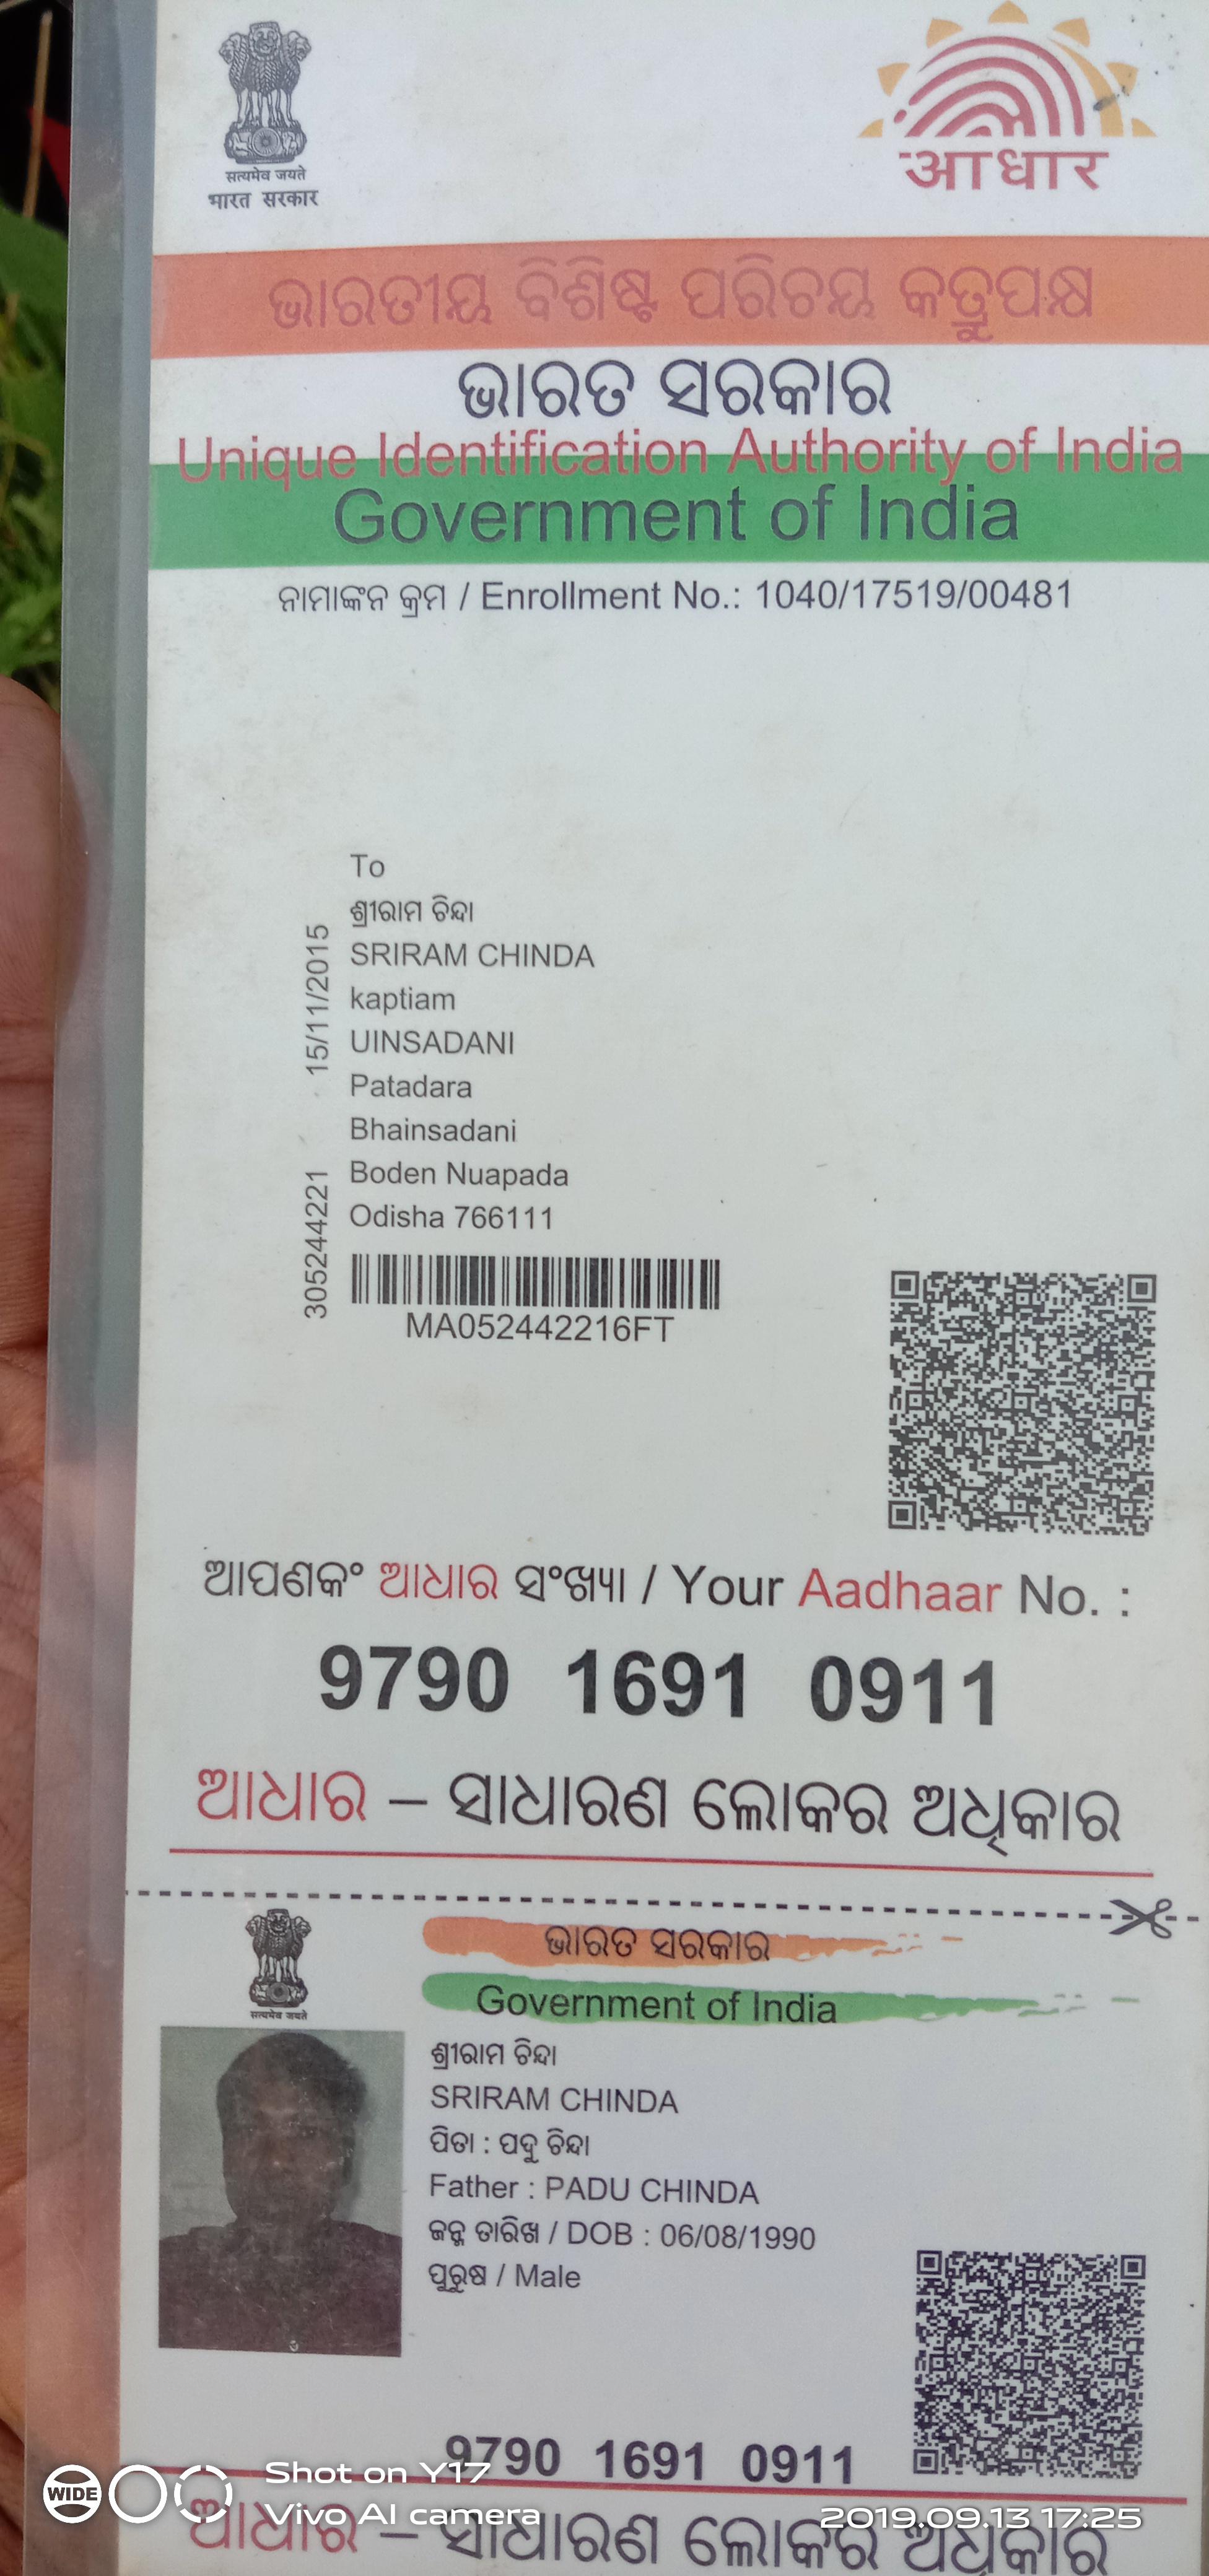 सत्यमेव जयते
भारत सरकार
आधार
ଭାରତୀୟ ବିଶିଷ୍ଟ ପରିଚୟ କତ୍ରୁପକ୍ଷ
ଭାରତ ସରକାର
Unique Identification Authority of India
Government of India
ନାମାଙ୍କନ କ୍ରମ / Enrollment No.: 1040/17519/00481
To
ଶ୍ରୀରାମ ଚିନ୍ଦା
SRIRAM CHINDA
kaptiam
UINSADANI
Patadara
Bhainsadani
Boden Nuapada
Odisha 766111
305244221 15/11/2015
MA052442216FT
ଆପଣଙ୍କ ଆଧାର ସଂଖ୍ୟା / Your Aadhaar No. :
9790 1691 0911
ଆଧାର – ସାଧାରଣ ଲୋକର ଅଧିକାର
सत्यमेव जयते
ଭାରତ ସରକାର
Government of India
ଶ୍ରୀରାମ ଚିନ୍ଦା
SRIRAM CHINDA
ପିତା : ପଦୁ ଚିନ୍ଦା
Father : PADU CHINDA
ଜନ୍ମ ତାରିଖ / DOB : 06/08/1990
ପୁରୁଷ / Male
9790 1691 0911
ଆଧାର – ସାଧାରଣ ଲୋକର ଅଧିକାର
WIDE
Shot on Y17
Vivo AI camera
2019.09.13 17:25